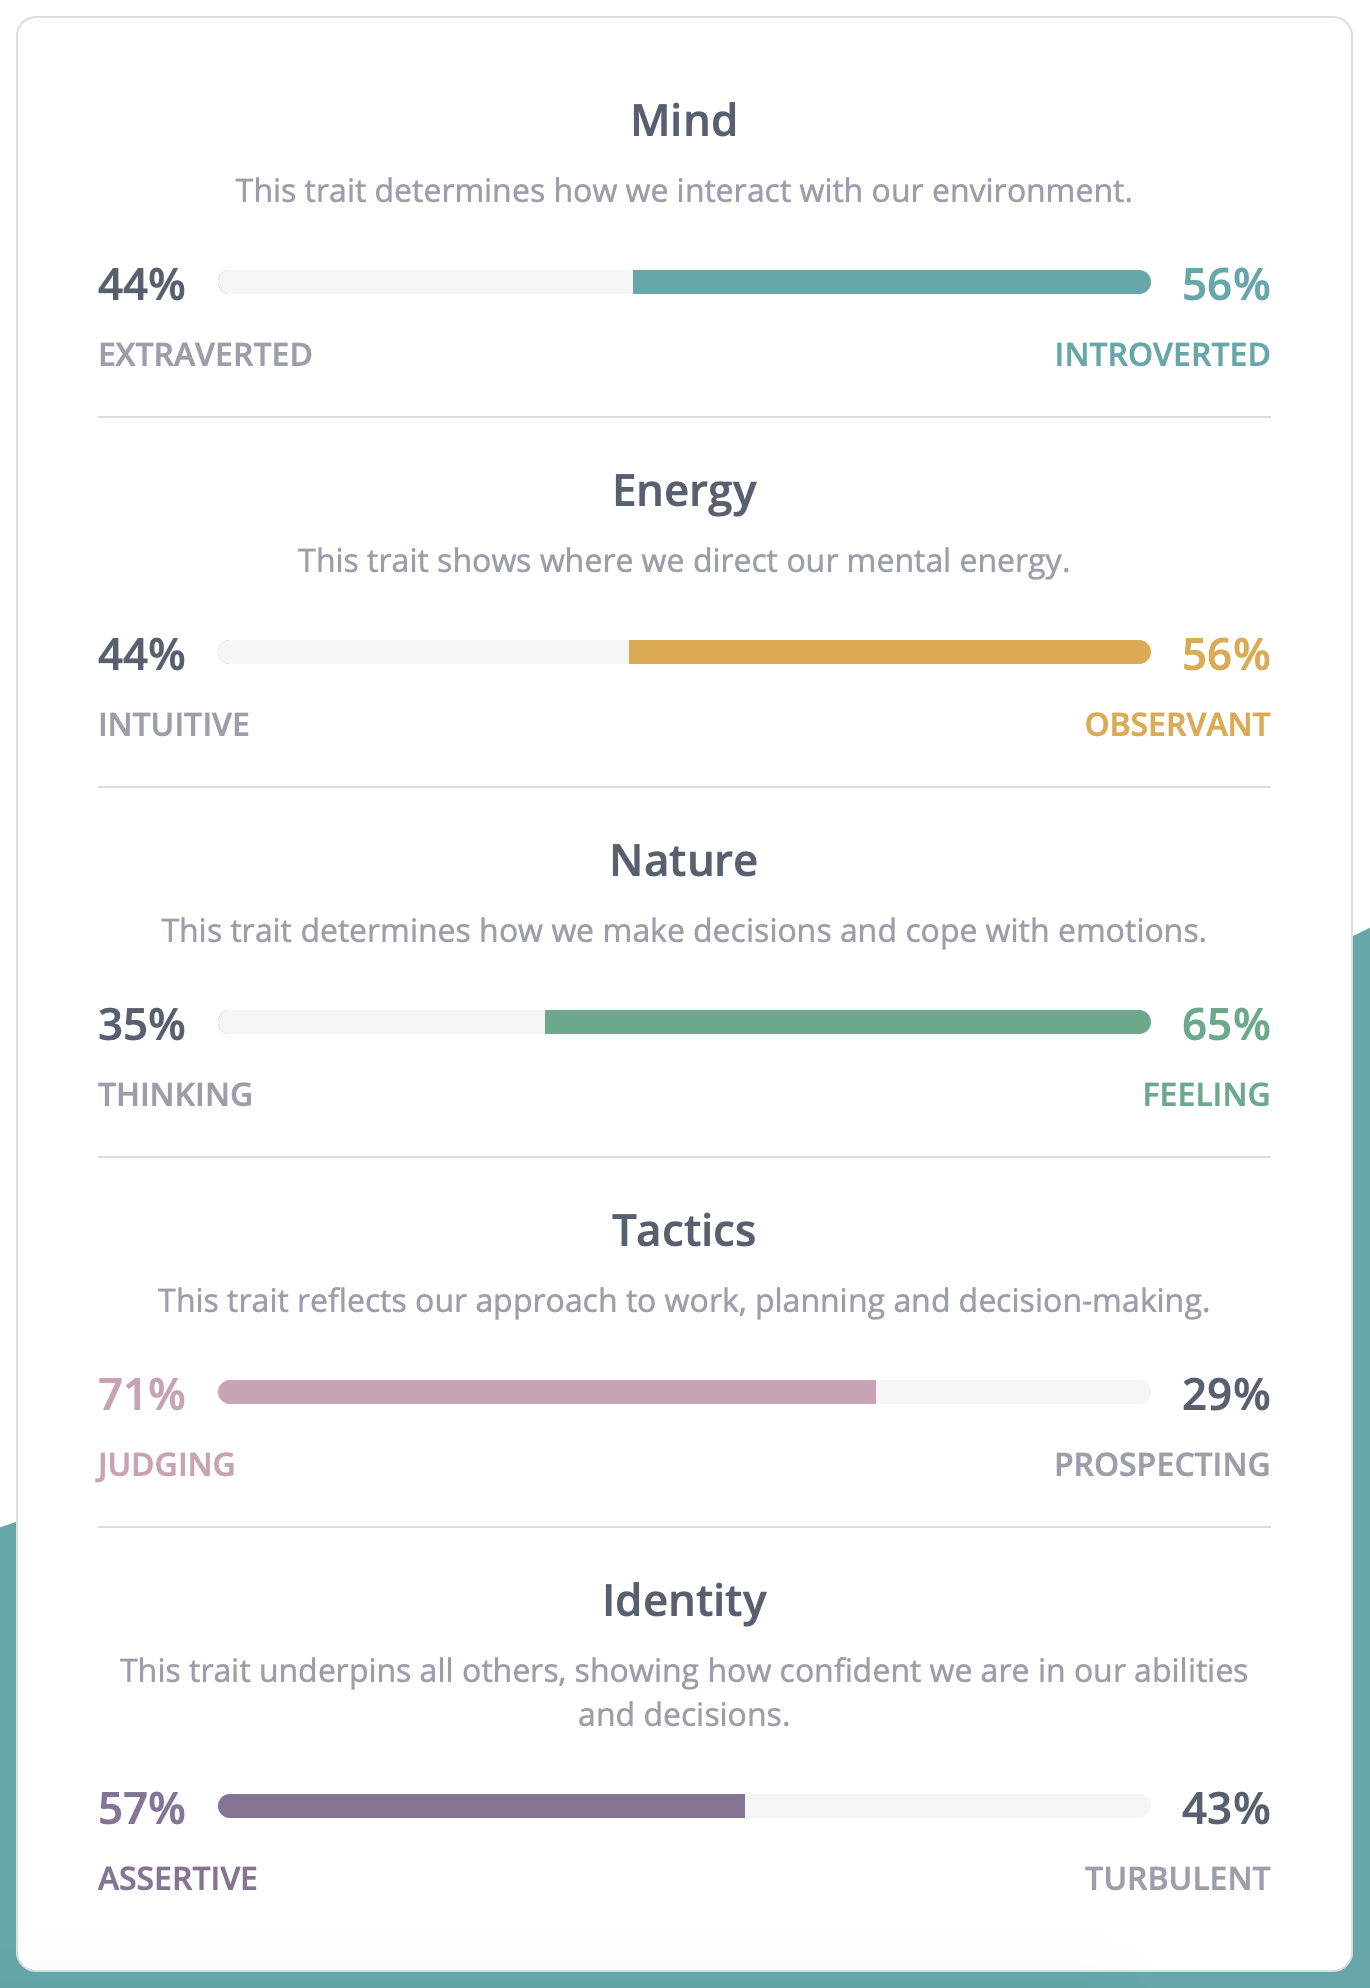 Mind
This trait determines how we interact with our environment.
44% 56%
EXTRAVERTED INTROVERTED
Energy
This trait shows where we direct our mental energy.
44% 56%
INTUITIVE OBSERVANT
Nature
This trait determines how we make decisions and cope with emotions.
35% 65%
THINKING FEELING
Tactics
This trait reflects our approach to work, planning and decision-making.
71% 29%
JUDGING PROSPECTING
Identity
This trait underpins all others, showing how confident we are in our abilities
and decisions.
57% 43%
ASSERTIVE TURBULENT